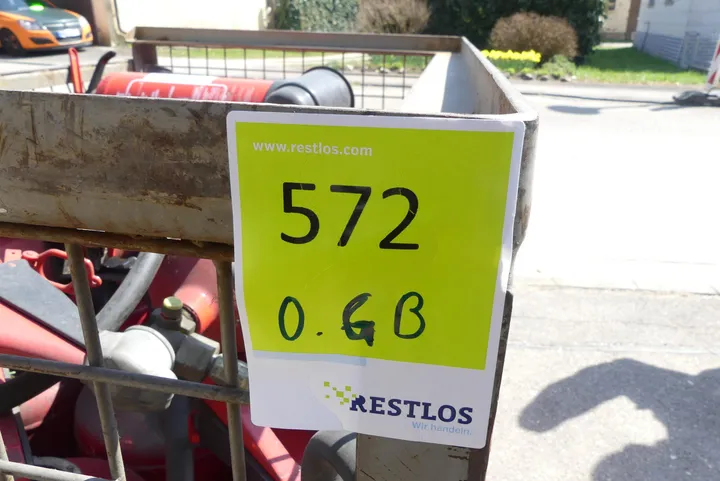 www.restlos.com
572
O. GB
RESTLOS
Wir handeln.